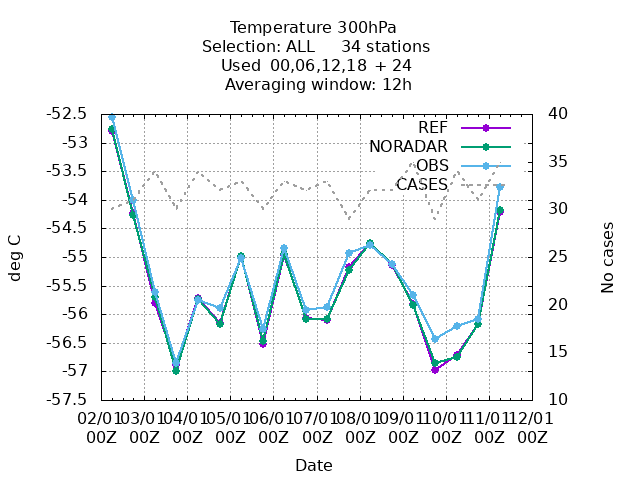 Temperature 300hPa
Selection: ALL 34 stations
Used 00,06,12,18 + 24
Averaging window: 12h
-52.5
-53
-53.5
-54
-54.5
-55
-55.5
-56
-56.5
-57
-57.5
deg C
REF
NORADAR
OBS
CASES
40
35
30
25
20
15
10
No cases
02/01 03/01 04/01 05/01 06/01 07/01 08/01 09/01 10/01 11/01 12/01
00Z 00Z 00Z 00Z 00Z 00Z 00Z 00Z 00Z 00Z 00Z
Date